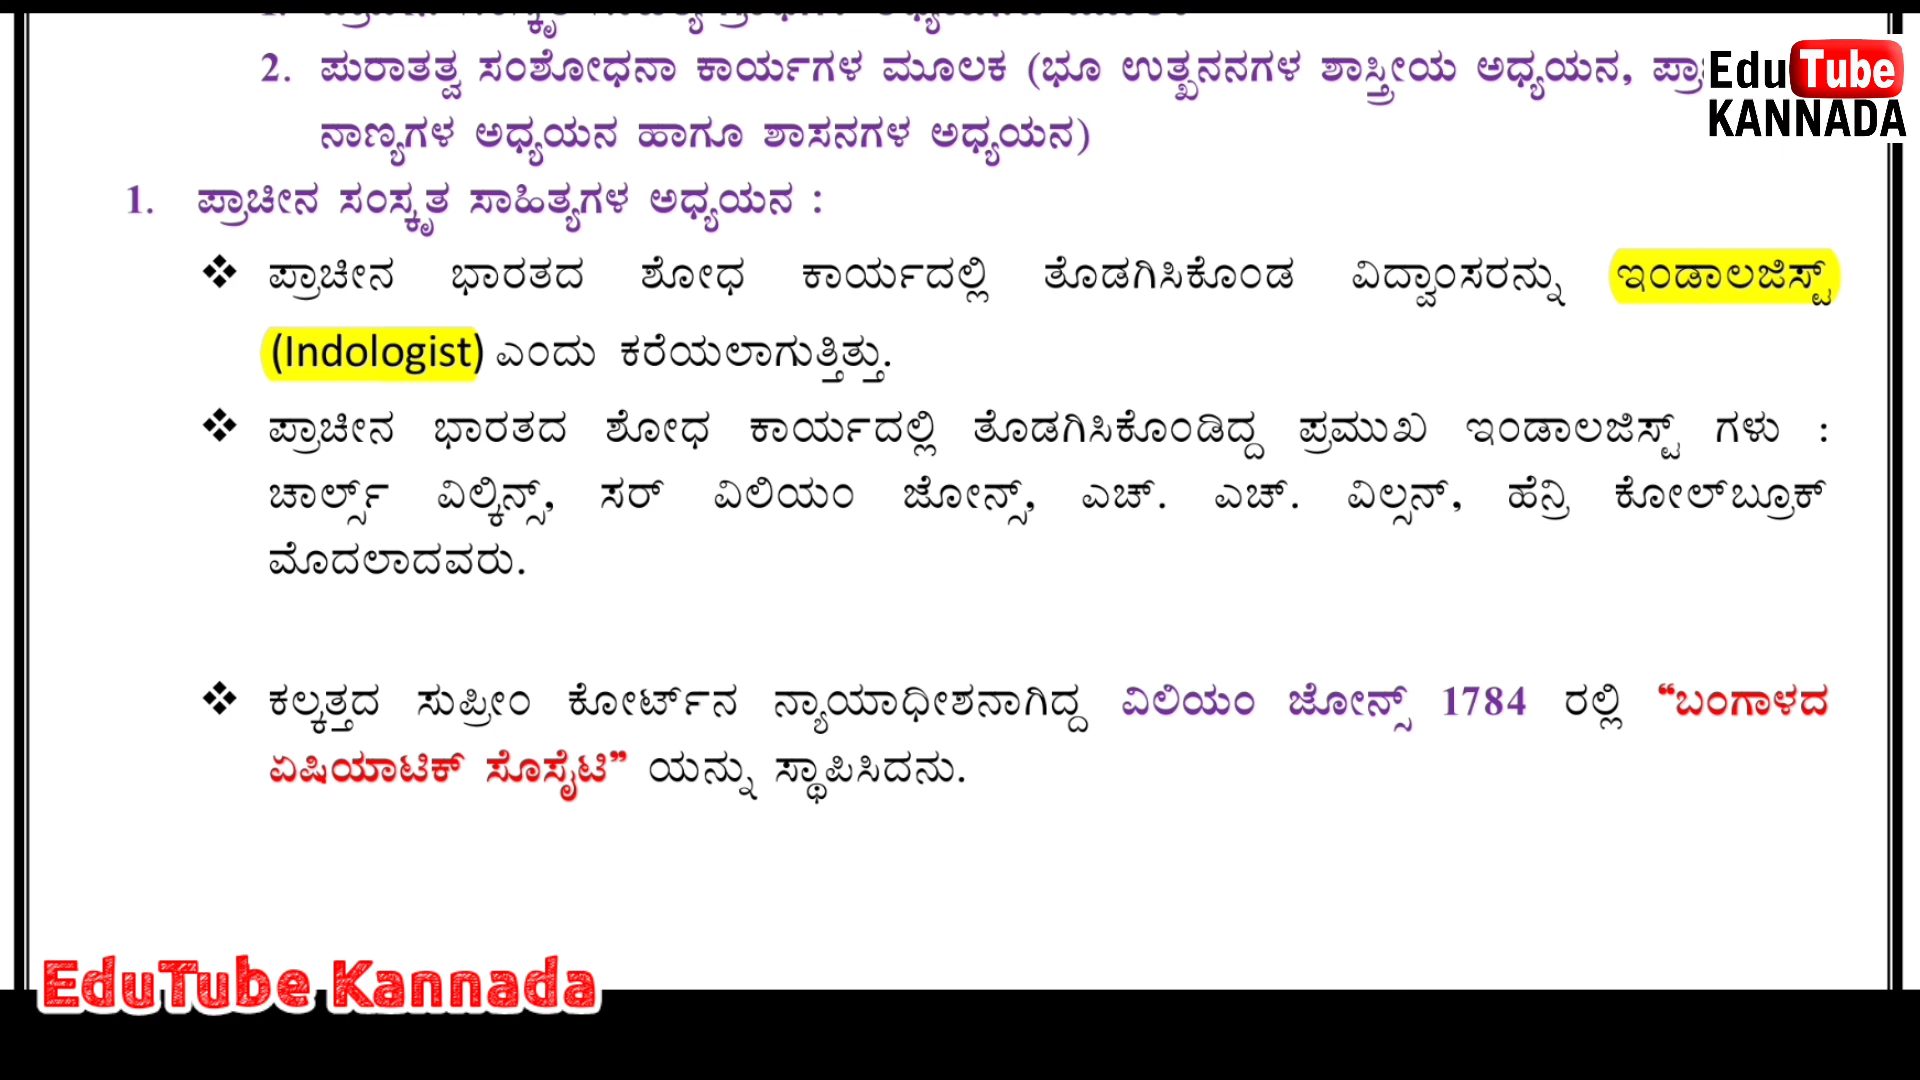 2. ಪುರಾತತ್ವ ಸಂಶೋಧನಾ ಕಾರ್ಯಗಳ ಮೂಲಕ (ಭೂ ಉತ್ಖನನಗಳ ಶಾಸ್ತ್ರೀಯ ಅಧ್ಯಯನ,
Edu Tube
KANNADA
ನಾಣ್ಯಗಳ ಅಧ್ಯಯನ ಹಾಗೂ ಶಾಸನಗಳ ಅಧ್ಯಯನ)
1. ಪ್ರಾಚೀನ ಸಂಸ್ಕೃತ ಸಾಹಿತ್ಯಗಳ ಅಧ್ಯಯನ :
❖ ಪ್ರಾಚೀನ ಭಾರತದ ಶೋಧ ಕಾರ್ಯದಲ್ಲಿ ತೊಡಗಿಸಿಕೊಂಡ ವಿದ್ವಾಂಸರನ್ನು ಇಂಡಾಲಜಿಸ್ಟ್
(Indologist) ಎಂದು ಕರೆಯಲಾಗುತ್ತಿತ್ತು.
❖ ಪ್ರಾಚೀನ ಭಾರತದ ಶೋಧ ಕಾರ್ಯದಲ್ಲಿ ತೊಡಗಿಸಿಕೊಂಡಿದ್ದ ಪ್ರಮುಖ ಇಂಡಾಲಜಿಸ್ಟ್ ಗಳು :
ಚಾರ್ಲ್ಸ್ ವಿಲ್ಕಿನ್ಸ್, ಸರ್ ವಿಲಿಯಂ ಜೋನ್ಸ್, ಎಚ್. ಎಚ್. ವಿಲ್ಸನ್, ಹೆನ್ರಿ ಕೋಲ್‌ಬ್ರೂಕ್
ಮೊದಲಾದವರು.
❖ ಕಲ್ಕತ್ತದ ಸುಪ್ರೀಂ ಕೋರ್ಟ್‌ನ ನ್ಯಾಯಾಧೀಶನಾಗಿದ್ದ ವಿಲಿಯಂ ಜೋನ್ಸ್ 1784 ರಲ್ಲಿ “ಬಂಗಾಳದ
ಏಷಿಯಾಟಿಕ್ ಸೊಸೈಟಿ” ಯನ್ನು ಸ್ಥಾಪಿಸಿದನು.
EduTube Kannada